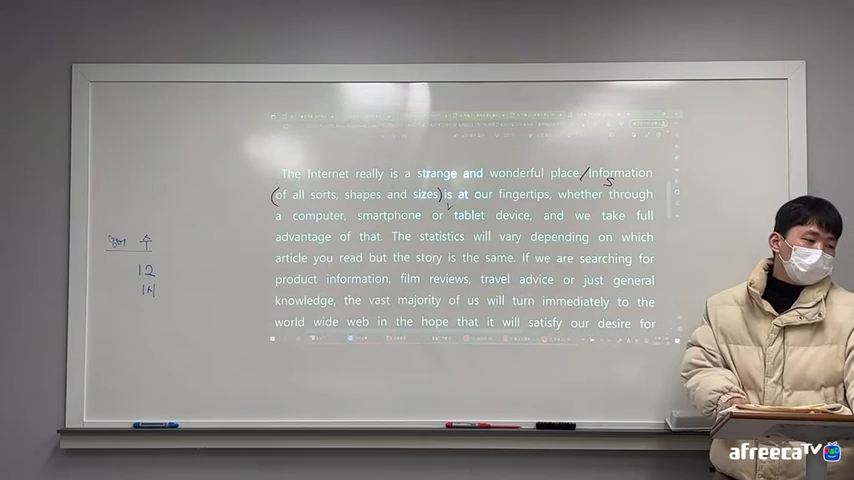 The Internet really is a strange and wonderful place. Information
S
of all sorts, shapes and sizes is at our fingertips, whether through
a computer, smartphone or tablet device, and we take full
advantage of that. The statistics will vary depending on which
article you read but the story is the same. If we are searching for
product information, film reviews, travel advice or just general
knowledge, the vast majority of us will turn immediately to the
world wide web in the hope that it will satisfy our desire for
영어 수
12
1시
afreecaTV